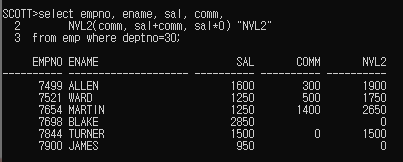 SCOTT>select empno, ename, sal, comm,
2 NVL2(comm, sal+comm, sal*0) "NVL2"
3 from emp where deptno=30;
EMPNO ENAME SAL COMM NVL2
---------- -------------------- ---------- ---------- ----------
7499 ALLEN 1600 300 1900
7521 WARD 1250 500 1750
7654 MARTIN 1250 1400 2650
7698 BLAKE 2850 0
7844 TURNER 1500 0 1500
7900 JAMES 950 0